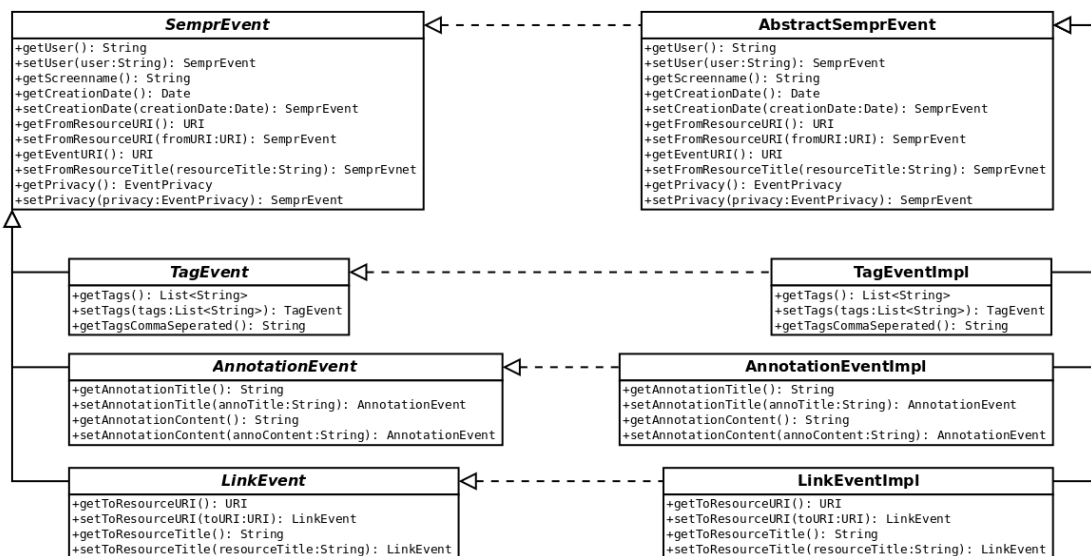 SemprEvent
+getUser(): String
+setUser(user:String): SemprEvent
+getScreenname(): String
+getCreationDate(): Date
+setCreationDate(creationDate:Date): SemprEvent
+getFromResourceURI(): URI
+setFromResourceURI(fromURI:URI): SemprEvent
+getEventURI(): URI
+setFromResourceTitle(resourceTitle:String): SemprEvnet
+getPrivacy(): EventPrivacy
+setPrivacy(privacy:EventPrivacy): SemprEvent
AbstractSemprEvent
+getUser(): String
+setUser(user:String): SemprEvent
+getScreenname(): String
+getCreationDate(): Date
+setCreationDate(creationDate:Date): SemprEvent
+getFromResourceURI(): URI
+setFromResourceURI(fromURI:URI): SemprEvent
+getEventURI(): URI
+setFromResourceTitle(resourceTitle:String): SemprEvnet
+getPrivacy(): EventPrivacy
+setPrivacy(privacy:EventPrivacy): SemprEvent
TagEvent
+getTags(): List<String>
+setTags(tags:List<String>): TagEvent
+getTagsCommaSeperated(): String
TagEventImpl
+getTags(): List<String>
+setTags(tags:List<String>): TagEvent
+getTagsCommaSeperated(): String
AnnotationEvent
+getAnnotationTitle(): String
+setAnnotationTitle(annoTitle:String): AnnotationEvent
+getAnnotationContent(): String
+setAnnotationContent(annoContent:String): AnnotationEvent
AnnotationEventImpl
+getAnnotationTitle(): String
+setAnnotationTitle(annoTitle:String): AnnotationEvent
+getAnnotationContent(): String
+setAnnotationContent(annoContent:String): AnnotationEvent
LinkEvent
+getToResourceURI(): URI
+setToResourceURI(toURI:URI): LinkEvent
+getToResourceTitle(): String
+setToResourceTitle(resourceTitle:String): LinkEvent
LinkEventImpl
+getToResourceURI(): URI
+setToResourceURI(toURI:URI): LinkEvent
+getToResourceTitle(): String
+setToResourceTitle(resourceTitle:String): LinkEvent